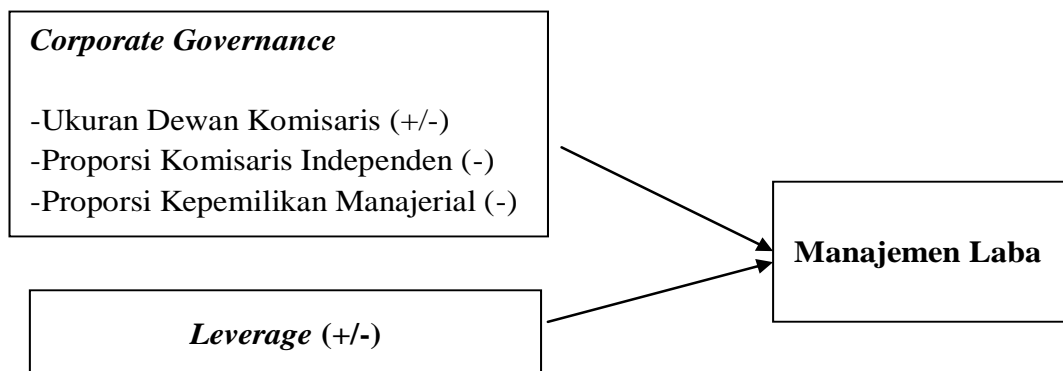 Corporate Governance
-Ukuran Dewan Komisaris (+/-)
-Proporsi Komisaris Independen (-)
-Proporsi Kepemilikan Manajerial (-)
Manajemen Laba
Leverage (+/-)